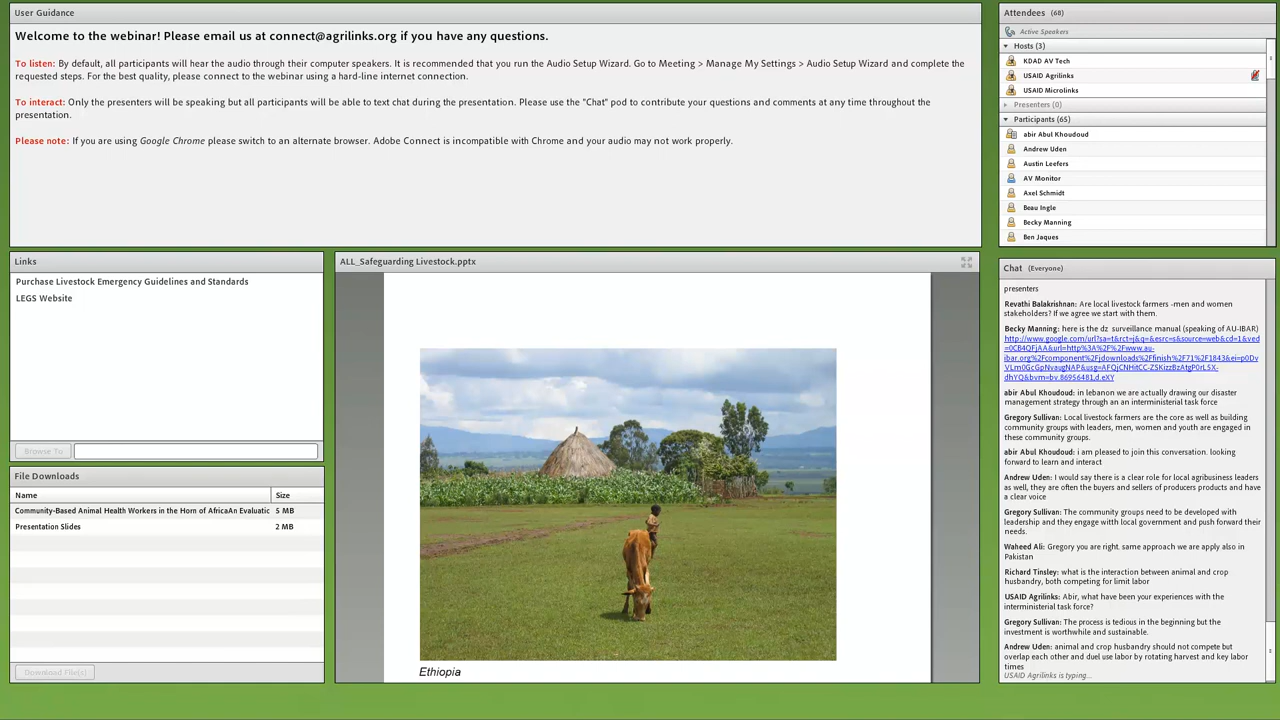 User Guidance
Welcome to the webinar! Please email us at connect@agrilinks.org if you have any questions.
To listen: By default, all participants will hear the audio through their computer speakers. It is recommended that you run the Audio Setup Wizard. Go to Meeting > Manage My Settings > Audio Setup Wizard and complete the
requested steps. For the best quality, please connect to the webinar using a hard-line internet connection.
To interact: Only the presenters will be speaking but all participants will be able to text chat during the presentation. Please use the "Chat" pod to contribute your questions and comments at any time throughout the
presentation.
Please note: If you are using Google Chrome please switch to an alternate browser. Adobe Connect is incompatible with Chrome and your audio may not work properly.
Links
Purchase Livestock Emergency Guidelines and Standards
LEGS Website
Browse To
File Downloads
Name Size
Community-Based Animal Health Workers in the Horn of AfricaAn Evaluatic 5 MB
Presentation Slides 2 MB
Download File(s)
ALL_Safeguarding Livestock.pptx
Ethiopia
Attendees (68)
Active Speakers
Hosts (3)
KDAD AV Tech
USAID Agrilinks
USAID Microlinks
Presenters (0)
Participants (65)
abir Abul Khoudoud
Andrew Uden
Austin Leefers
AV Monitor
Axel Schmidt
Beau Ingle
Becky Manning
Ben Jaques
Chat (Everyone)
presenters
Revathi Balakrishnan: Are local livestock farmers -men and women
stakeholders? If we agree we start with them.
Becky Manning: here is the dz surveillance manual (speaking of AU-IBAR)
abir Abul Khoudoud: in lebanon we are actually drawing our disaster
management strategy through an an interministerial task force
Gregory Sullivan: Local livestock farmers are the core as well as building
community groups with leaders, men, women and youth are engaged in
these community groups.
abir Abul Khoudoud: i am pleased to join this conversation. looking
forward to learn and interact
Andrew Uden: I would say there is a clear role for local agribusiness leaders
as well, they are often the buyers and sellers of producers products and have
a clear voice
Gregory Sullivan: The community groups need to be developed with
leadership and they engage witth local government and push forward their
needs.
Waheed Ali: Gregory you are right. same approach we are apply also in
Pakistan
Richard Tinsley: what is the interaction between animal and crop
husbandry, both competing for limit labor
USAID Agrilinks: Abir, what have been your experiences with the
interministerial task force?
Gregory Sullivan: The process is tedious in the beginning but the
investment is worthwhile and sustainable.
Andrew Uden: animal and crop husbandry should not compete but
overlap each other and duel use labor by rotating harvest and key labor
times
USAID Agrilinks is typing...